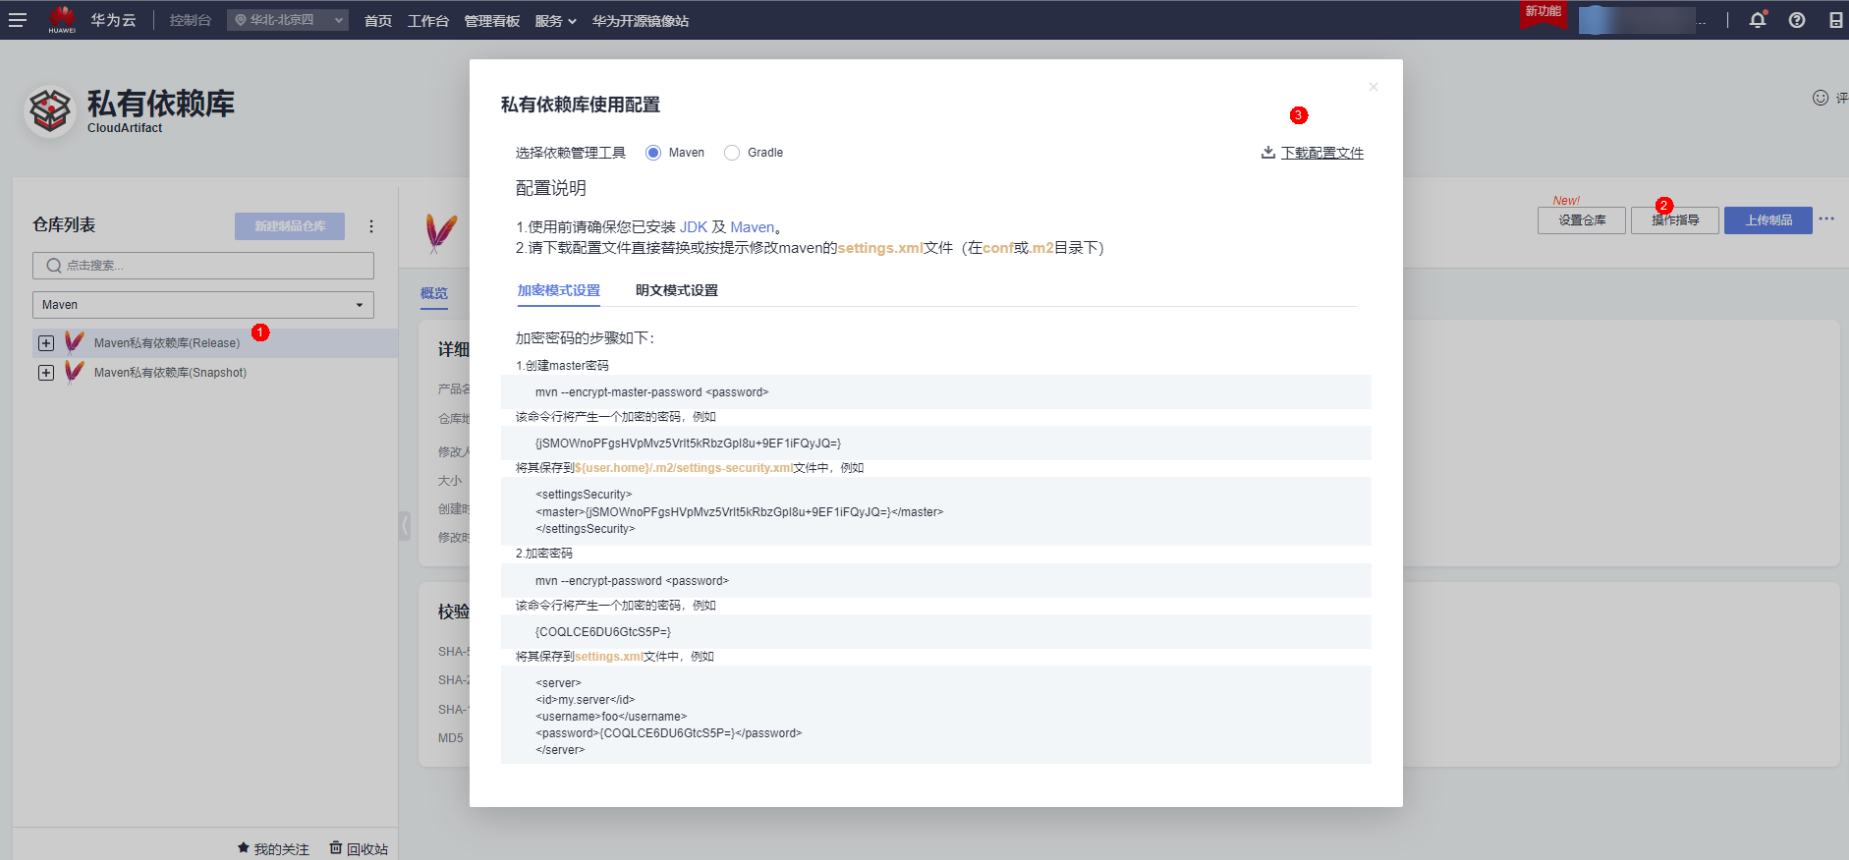 HUAWEI
华为云
控制台
华北-北京四
首页
工作台
管理看板
服务
华为开源镜像站
新功能
...
私有依赖库
CloudArtifact
评
仓库列表
新建制品仓库
点击搜索...
Maven
Maven私有依赖库(Release)
1
Maven私有依赖库(Snapshot)
我的关注
回收站
New!
设置仓库
2
操作指导
上传制品
概览
详细
产品名
仓库地
修改人
大小
创建时
修改时
校验
SHA-5
SHA-2
SHA-1
MD5
私有依赖库使用配置
3
选择依赖管理工具
Maven
Gradle
下载配置文件
配置说明
1.使用前请确保您已安装 JDK 及 Maven。
2.请下载配置文件直接替换或按提示修改maven的settings.xml文件（在conf或.m2目录下）
加密模式设置
明文模式设置
加密密码的步骤如下：
1.创建master密码
mvn --encrypt-master-password <password>
该命令行将产生一个加密的密码，例如
{jSMOWnoPFgsHVpMvz5VrIt5kRbzGpI8u+9EF1iFQyJQ=}
将其保存到${user.home}/.m2/settings-security.xml文件中，例如
<settingsSecurity>
<master>{jSMOWnoPFgsHVpMvz5VrIt5kRbzGpI8u+9EF1iFQyJQ=}</master>
</settingsSecurity>
2.加密密码
mvn --encrypt-password <password>
该命令行将产生一个加密的密码，例如
{COQLCE6DU6GtcS5P=}
将其保存到settings.xml文件中，例如
<server>
<id>my.server</id>
<username>foo</username>
<password>{COQLCE6DU6GtcS5P=}</password>
</server>